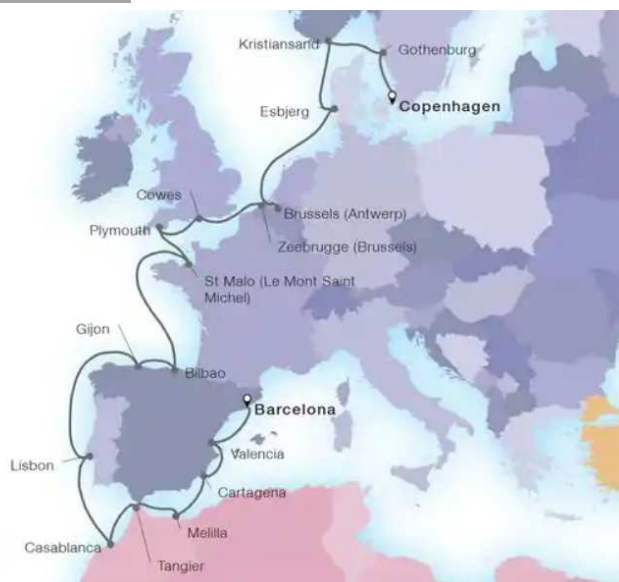 Kristiansand
Gothenburg
Copenhagen
Esbjerg
Cowes
Brussels (Antwerp)
Plymouth
Zeebrugge (Brussels)
St Malo (Le Mont Saint
Michel)
Gijon
Bilbao
Barcelona
Valencia
Lisbon
Cartagena
Melilla
Casablanca
Tangier